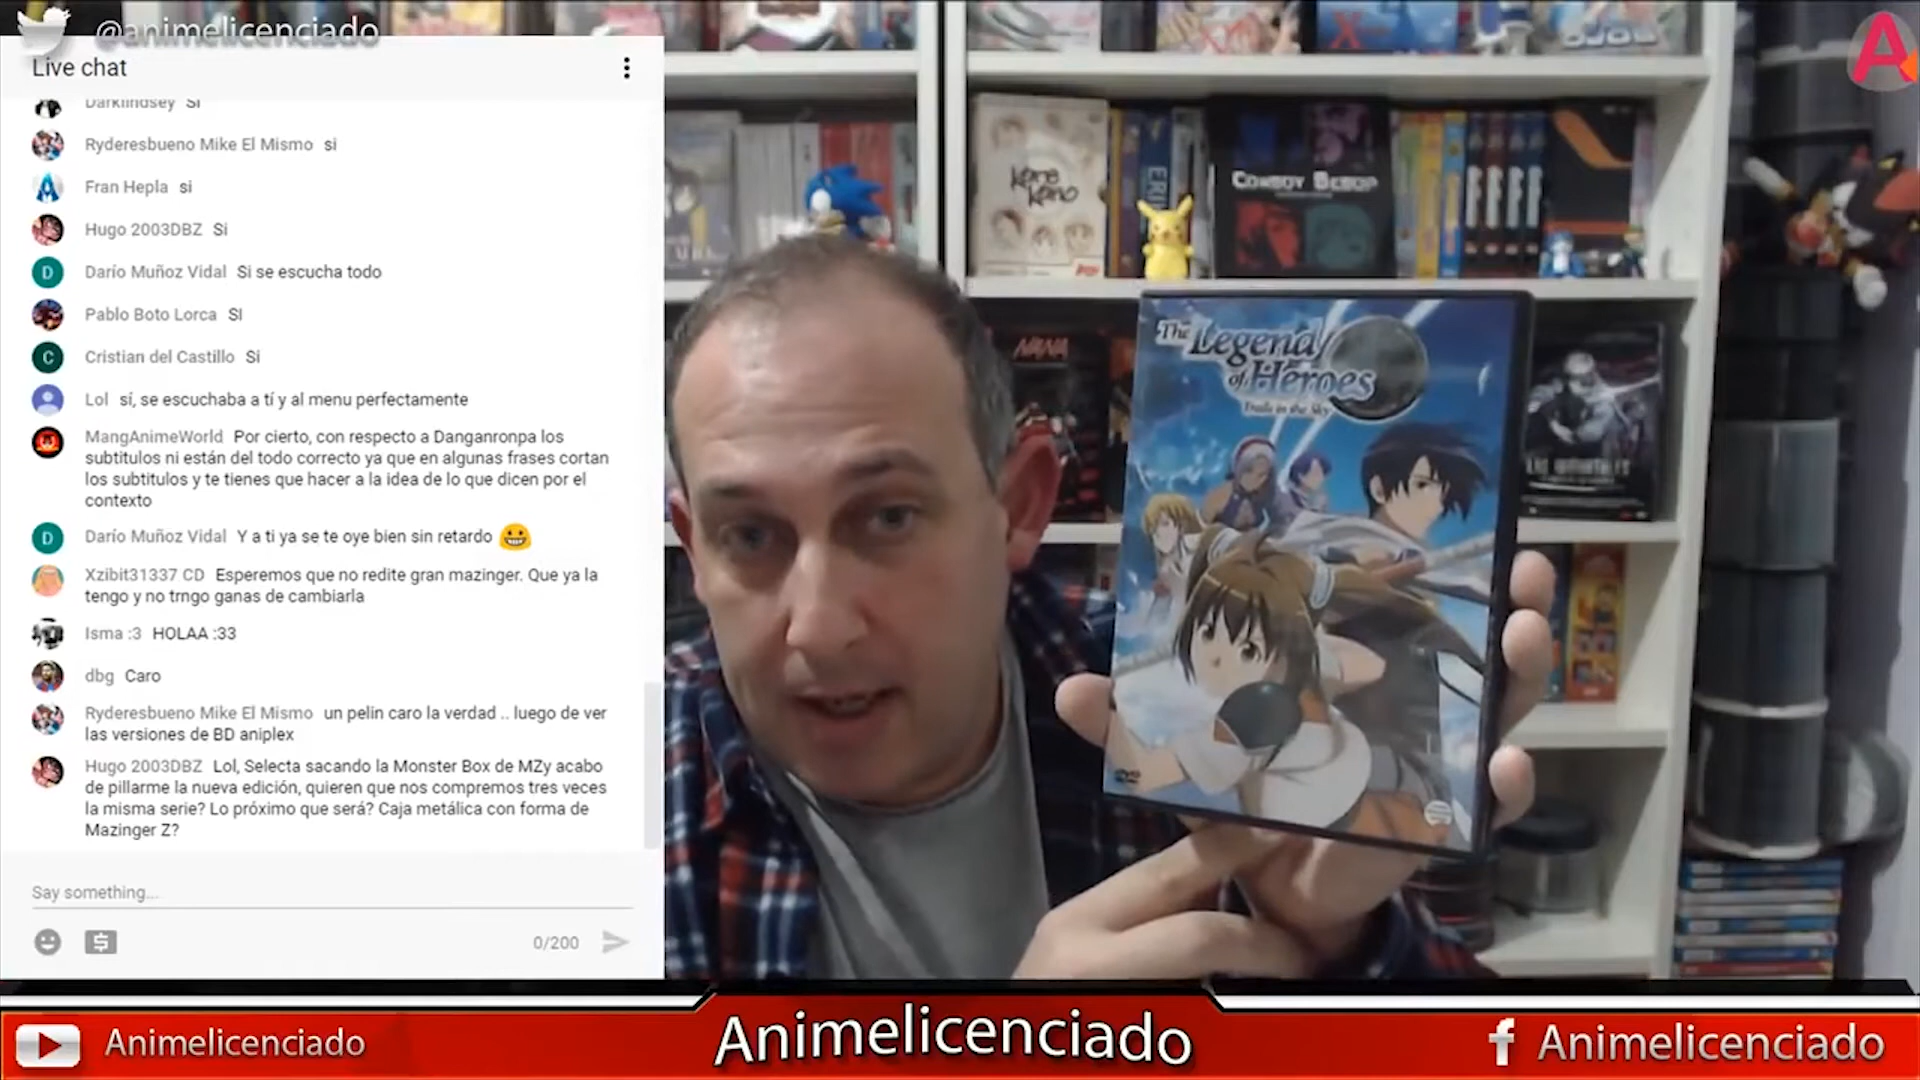 @animelicenciado
Live chat
Darklindsey Si
Ryderesbueno Mike El Mismo si
Fran Hepla si
Hugo 2003DBZ Si
Darío Muñoz Vidal Si se escucha todo
Pablo Boto Lorca SI
Cristian del Castillo Si
Lol sí, se escuchaba a tí y al menu perfectamente
MangAnimeWorld Por cierto, con respecto a Danganronpa los
subtitulos ni están del todo correcto ya que en algunas frases cortan
los subtitulos y te tienes que hacer a la idea de lo que dicen por el
contexto
Darío Muñoz Vidal Y a ti ya se te oye bien sin retardo
Xzibit31337 CD Esperemos que no redite gran mazinger. Que ya la
tengo y no trngo ganas de cambiarla
Isma :3 HOLAA :33
dbg Caro
Ryderesbueno Mike El Mismo un pelin caro la verdad .. luego de ver
las versiones de BD aniplex
Hugo 2003DBZ Lol, Selecta sacando la Monster Box de MZy acabo
de pillarme la nueva edición, quieren que nos compremos tres veces
la misma serie? Lo próximo que será? Caja metálica con forma de
Mazinger Z?
Say something...
0/200
Kare
Kano
COWBOY BEBOP
NANA
The Legend
of Heroes
Trails in the Sky
DVD
A
Animelicenciado
Animelicenciado
Animelicenciado